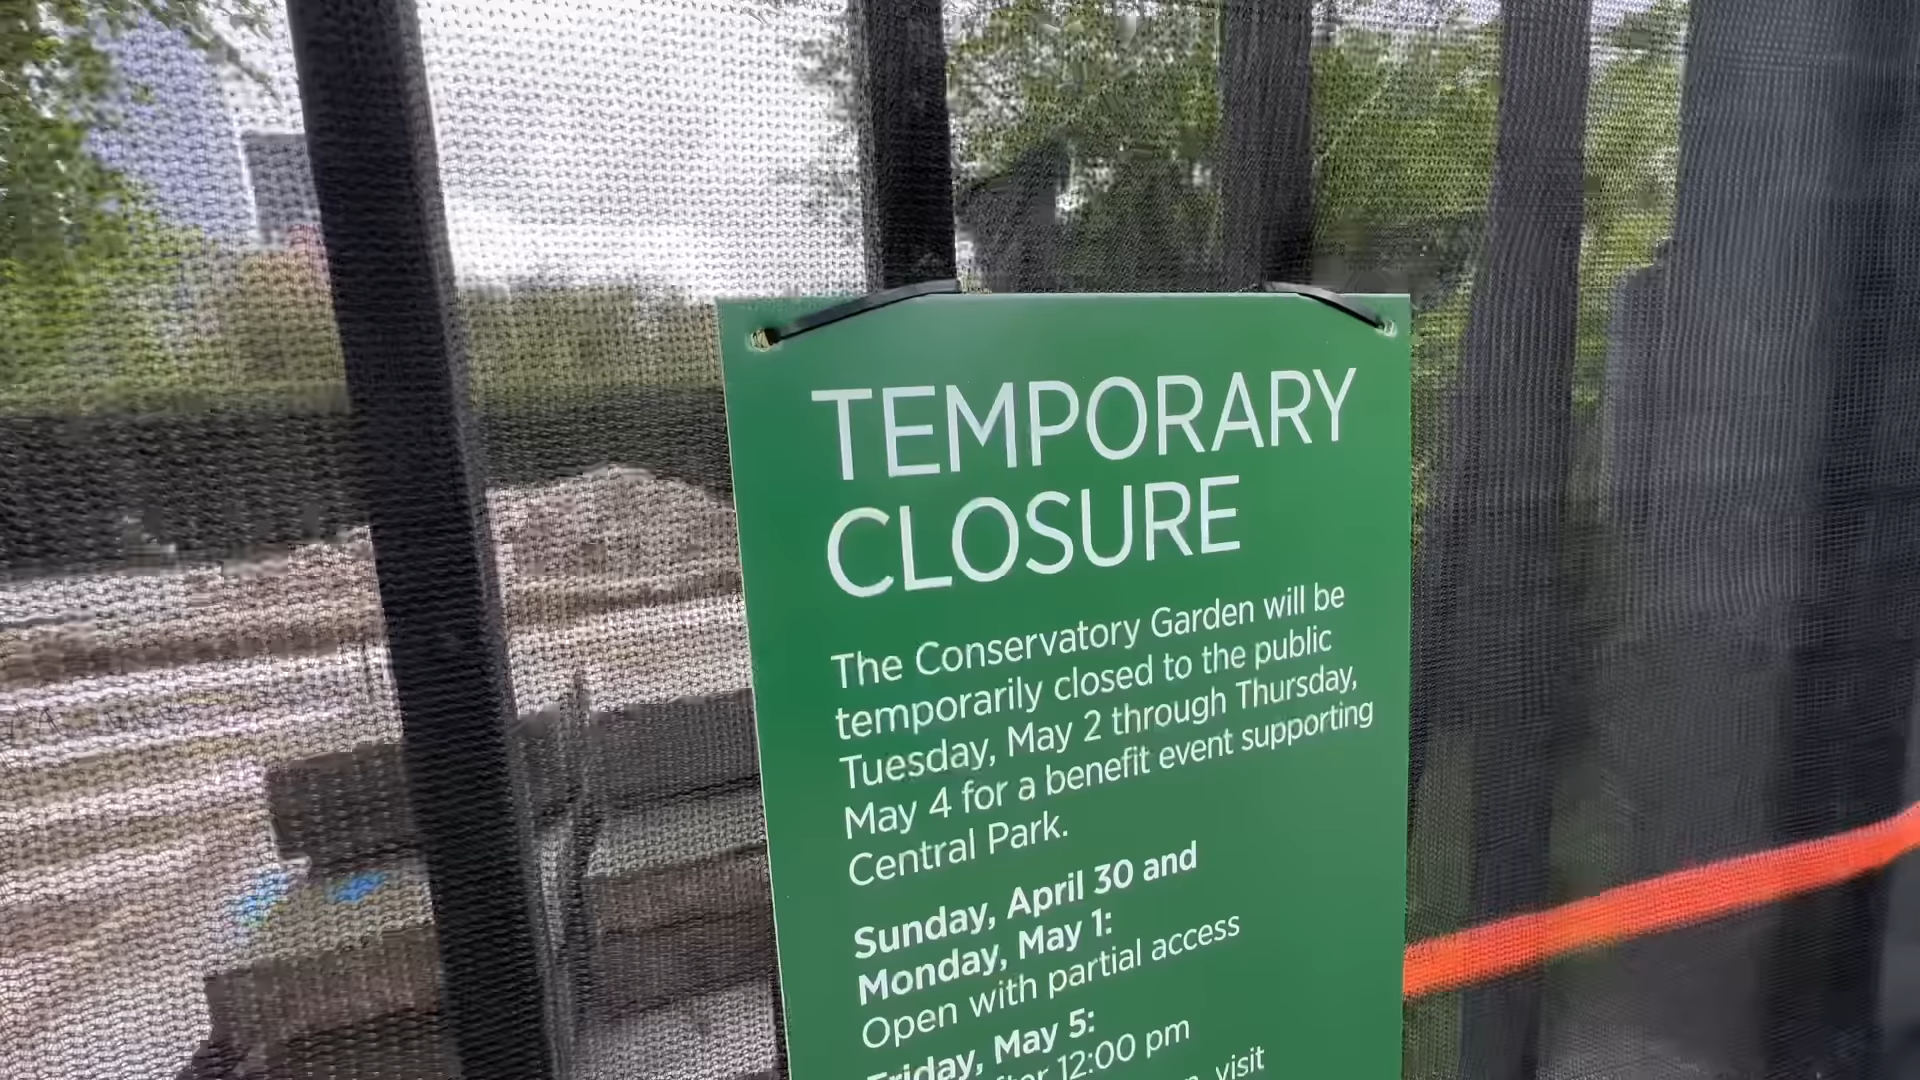 TEMPORARY
CLOSURE
The Conservatory Garden will be
temporarily closed to the public
Tuesday, May 2 through Thursday,
May 4 for a benefit event supporting
Central Park.
Sunday, April 30 and
Monday, May 1:
Open with partial access
Friday, May 5:
12:00 pm
visit